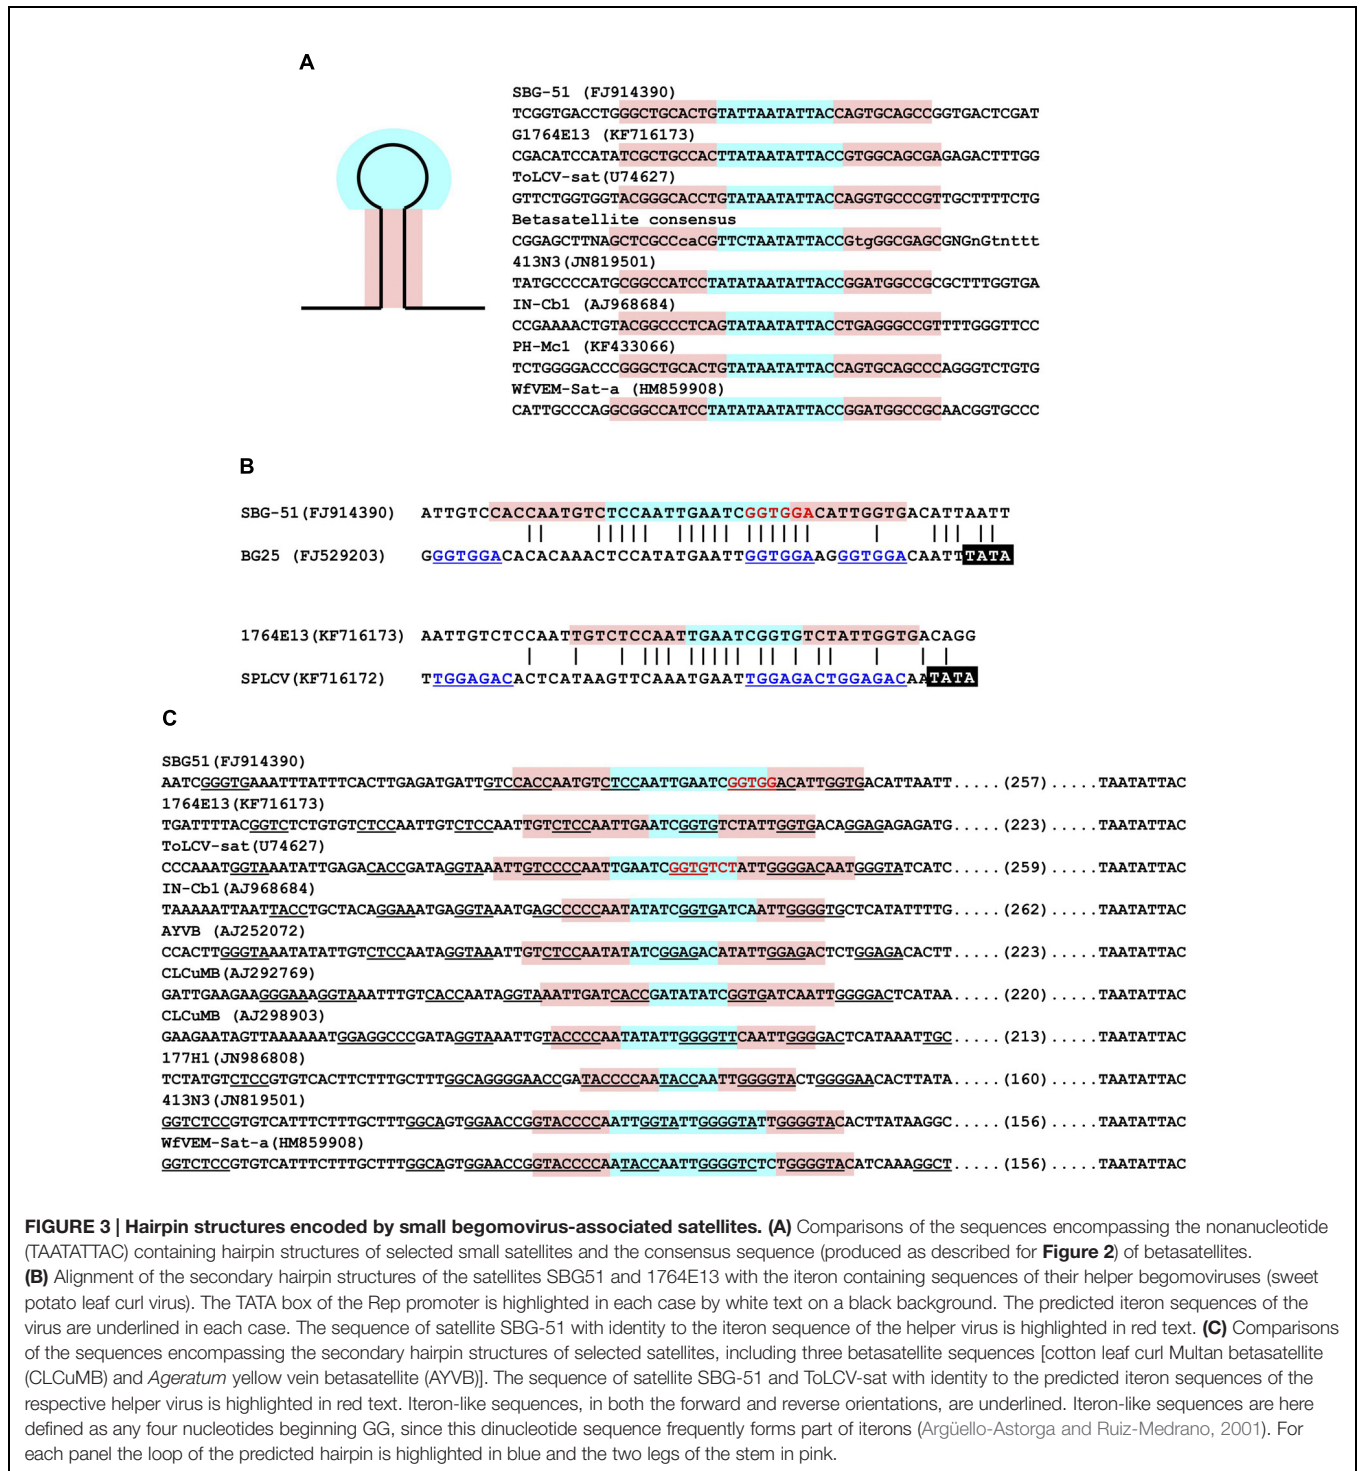 A
SBG-51 (FJ914390)
TCGGTGACCTGGGCTGCACTGTATTAATATTACCAGTGCAGCCGGTGACTCGAT
G1764E13 (KF716173)
CGACATCCATATCGCTGCCACTTATAATATTACCGTGGCAGCGAGAGACTTTGG
ToLCV-sat(U74627)
GTTCTGGTGGTACGGGCACCTGTATAATATTACCAGGTGCCCGTTGCTTTTCTG
Betasatellite consensus
CGGAGCTTNAGCTCGCCcaCGTTCTAATATTACCGtgGGCGAGCGNGnGtnttt
413N3(JN819501)
TATGCCCCATGCGGCCATCCTATATAATATTACCGGATGGCCGCGCTTTGGTGA
IN-Cb1 (AJ968684)
CCGAAAACTGTACGGCCCTCAGTATAATATTACCTGAGGGCCGTTTTGGGTTCC
PH-Mc1 (KF433066)
TCTGGGGACCCGGGCTGCACTGTATAATATTACCAGTGCAGCCCAGGGTCTGTG
WfVEM-Sat-a (HM859908)
CATTGCCCAGGCGGCCATCCTATATAATATTACCGGATGGCCGCAACGGTGCCC
B
SBG-51(FJ914390) ATTGTCCACCAATGTCTCCAATTGAATCGGTGGACATTGGTGACATTAATT
BG25 (FJ529203) GGGTGGACACACAAACTCCATATGAATTGGTGGAAGGGTGGACAATTTATA
1764E13(KF716173) AATTGTCTCCAATTGTCTCCAATTGAATCGGTGTCTATTGGTGACAGG
SPLCV(KF716172) TTGGAGACACTCATAAGTTCAAATGAATTGGAGACTGGAGACAATATA
C
SBG51(FJ914390)
AATCGGGTGAAATTTATTTCACTTGAGATGATTGTCCACCAATGTCTCCAATTGAATCGGTGGACATTGGTGACATTAATT.....(257).....TAATATTAC
1764E13(KF716173)
TGATTTTACGGTCTCTGTGTCTCCAATTGTCTCCAATTGTCTCCAATTGAATCGGTGTCTATTGGTGACAGGAGAGAGATG.....(223).....TAATATTAC
ToLCV-sat(U74627)
CCCAAATGGTAAATATTGAGACACCGATAGGTAAATTGTCCCCAATTGAATCGGTGTCTATTGGGGACAATGGGTATCATC.....(259).....TAATATTAC
IN-Cb1(AJ968684)
TAAAAATTAATTACCTGCTACAGGAAATGAGGTAAATGAGCCCCCAATATATCGGTGATCAATTGGGGTGCTCATATTTTG.....(262).....TAATATTAC
AYVB (AJ252072)
CCACTTGGGTAAATATATTGTCTCCAATAGGTAAATTGTCTCCAATATATCGGAGACATATTGGAGACTCTGGAGACACTT.....(223).....TAATATTAC
CLCuMB(AJ292769)
GATTGAAGAAGGGAAAGGTAAATTTGTCACCAATAGGTAAATTGATCACCGATATATCGGTGATCAATTGGGGACTCATAA.....(220).....TAATATTAC
CLCuMB (AJ298903)
GAAGAATAGTTAAAAAATGGAGGCCCGATAGGTAAATTGTACCCCAATATATTGGGGTTCAATTGGGGACTCATAAATTGC.....(213).....TAATATTAC
177H1(JN986808)
TCTATGTCTCCGTGTCACTTCTTTGCTTTGGCAGGGGAACCGATACCCCAATACCAATTGGGGTACTGGGGAACACTTATA.....(160).....TAATATTAC
413N3(JN819501)
GGTCTCCGTGTCATTTCTTTGCTTTGGCAGTGGAACCGGTACCCCAATTGGTATTGGGGTATTGGGGTACACTTATAAGGC.....(156).....TAATATTAC
WfVEM-Sat-a(HM859908)
GGTCTCCGTGTCATTTCTTTGCTTTGGCAGTGGAACCGGTACCCCAATACCAATTGGGGTCTCTGGGGTACATCAAAGGCT.....(156).....TAATATTAC
FIGURE 3 | Hairpin structures encoded by small begomovirus-associated satellites. (A) Comparisons of the sequences encompassing the nonanucleotide
(TAATATTAC) containing hairpin structures of selected small satellites and the consensus sequence (produced as described for Figure 2) of betasatellites.
(B) Alignment of the secondary hairpin structures of the satellites SBG51 and 1764E13 with the iteron containing sequences of their helper begomoviruses (sweet
potato leaf curl virus). The TATA box of the Rep promoter is highlighted in each case by white text on a black background. The predicted iteron sequences of the
virus are underlined in each case. The sequence of satellite SBG-51 with identity to the iteron sequence of the helper virus is highlighted in red text. (C) Comparisons
of the sequences encompassing the secondary hairpin structures of selected satellites, including three betasatellite sequences [cotton leaf curl Multan betasatellite
(CLCuMB) and Ageratum yellow vein betasatellite (AYVB)]. The sequence of satellite SBG-51 and ToLCV-sat with identity to the predicted iteron sequences of the
respective helper virus is highlighted in red text. Iteron-like sequences, in both the forward and reverse orientations, are underlined. Iteron-like sequences are here
defined as any four nucleotides beginning GG, since this dinucleotide sequence frequently forms part of iterons (Argüello-Astorga and Ruiz-Medrano, 2001). For
each panel the loop of the predicted hairpin is highlighted in blue and the two legs of the stem in pink.